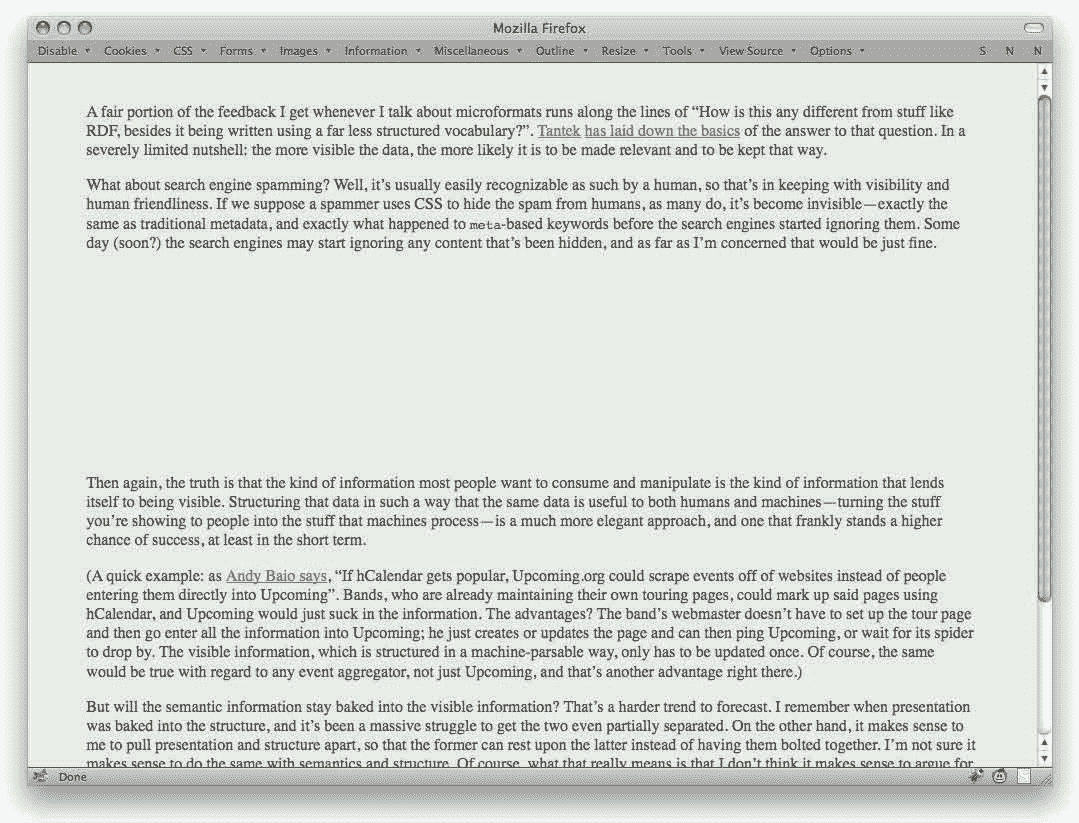 Mozilla Firefox
Disable Cookies CSS Forms Images Information Miscellaneous Outline Resize Tools View Source Options S N N
A fair portion of the feedback I get whenever I talk about microformats runs along the lines of “How is this any different from stuff like
RDF, besides it being written using a far less structured vocabulary?”. Tantek has laid down the basics of the answer to that question. In a
severely limited nutshell: the more visible the data, the more likely it is to be made relevant and to be kept that way.
What about search engine spamming? Well, it’s usually easily recognizable as such by a human, so that’s in keeping with visibility and
human friendliness. If we suppose a spammer uses CSS to hide the spam from humans, as many do, it’s become invisible—exactly the
same as traditional metadata, and exactly what happened to meta-based keywords before the search engines started ignoring them. Some
day (soon?) the search engines may start ignoring any content that’s been hidden, and as far as I’m concerned that would be just fine.
Then again, the truth is that the kind of information most people want to consume and manipulate is the kind of information that lends
itself to being visible. Structuring that data in such a way that the same data is useful to both humans and machines—turning the stuff
you’re showing to people into the stuff that machines process—is a much more elegant approach, and one that frankly stands a higher
chance of success, at least in the short term.
(A quick example: as Andy Baio says, “If hCalendar gets popular, Upcoming.org could scrape events off of websites instead of people
entering them directly into Upcoming”. Bands, who are already maintaining their own touring pages, could mark up said pages using
hCalendar, and Upcoming would just suck in the information. The advantages? The band’s webmaster doesn’t have to set up the tour page
and then go enter all the information into Upcoming; he just creates or updates the page and can then ping Upcoming, or wait for its spider
to drop by. The visible information, which is structured in a machine-parsable way, only has to be updated once. Of course, the same
would be true with regard to any event aggregator, not just Upcoming, and that’s another advantage right there.)
But will the semantic information stay baked into the visible information? That’s a harder trend to forecast. I remember when presentation
was baked into the structure, and it’s been a massive struggle to get the two even partially separated. On the other hand, it makes sense to
me to pull presentation and structure apart, so that the former can rest upon the latter instead of having them bolted together. I’m not sure it
makes sense to do the same with semantics and structure. Of course, what that really means is that I don’t think it makes sense to argue for
Done